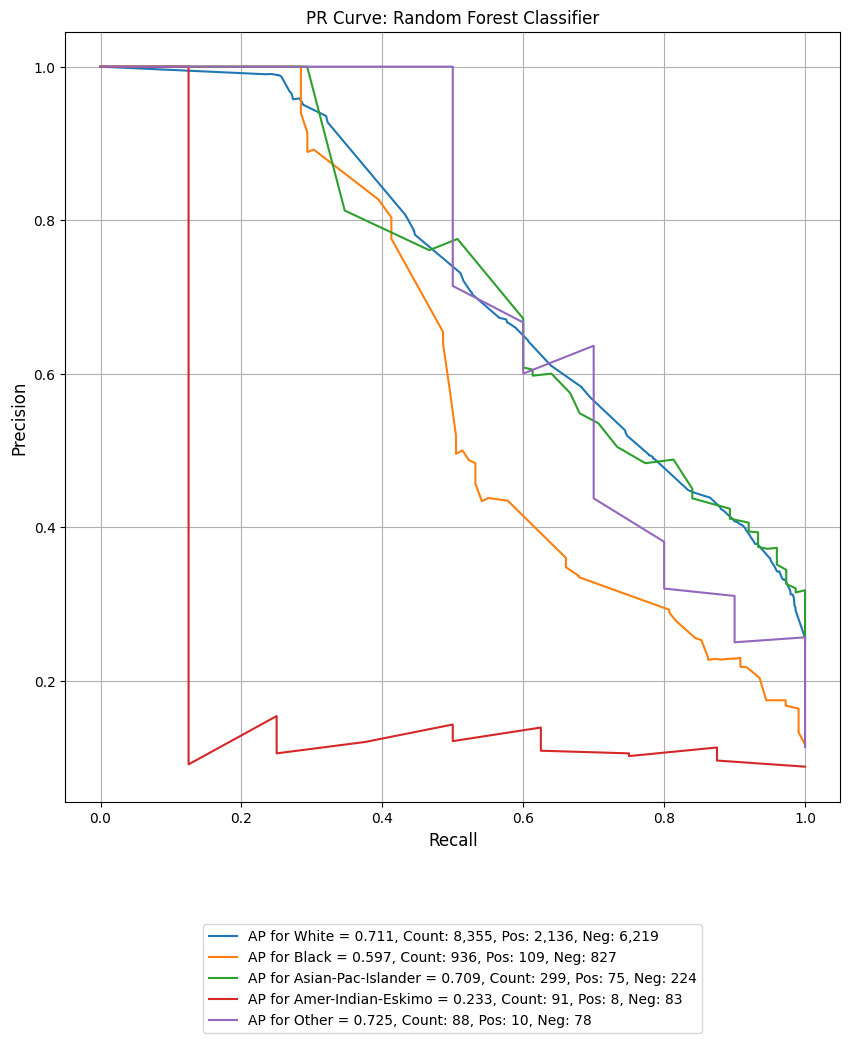 PR Curve: Random Forest Classifier
1.0
0.8
0.6
0.4
0.2
Precision
0.0
0.2
0.4
0.6
0.8
1.0
Recall
AP for White = 0.711, Count: 8,355, Pos: 2,136, Neg: 6,219
AP for Black = 0.597, Count: 936, Pos: 109, Neg: 827
AP for Asian-Pac-Islander = 0.709, Count: 299, Pos: 75, Neg: 224
AP for Amer-Indian-Eskimo = 0.233, Count: 91, Pos: 8, Neg: 83
AP for Other = 0.725, Count: 88, Pos: 10, Neg: 78